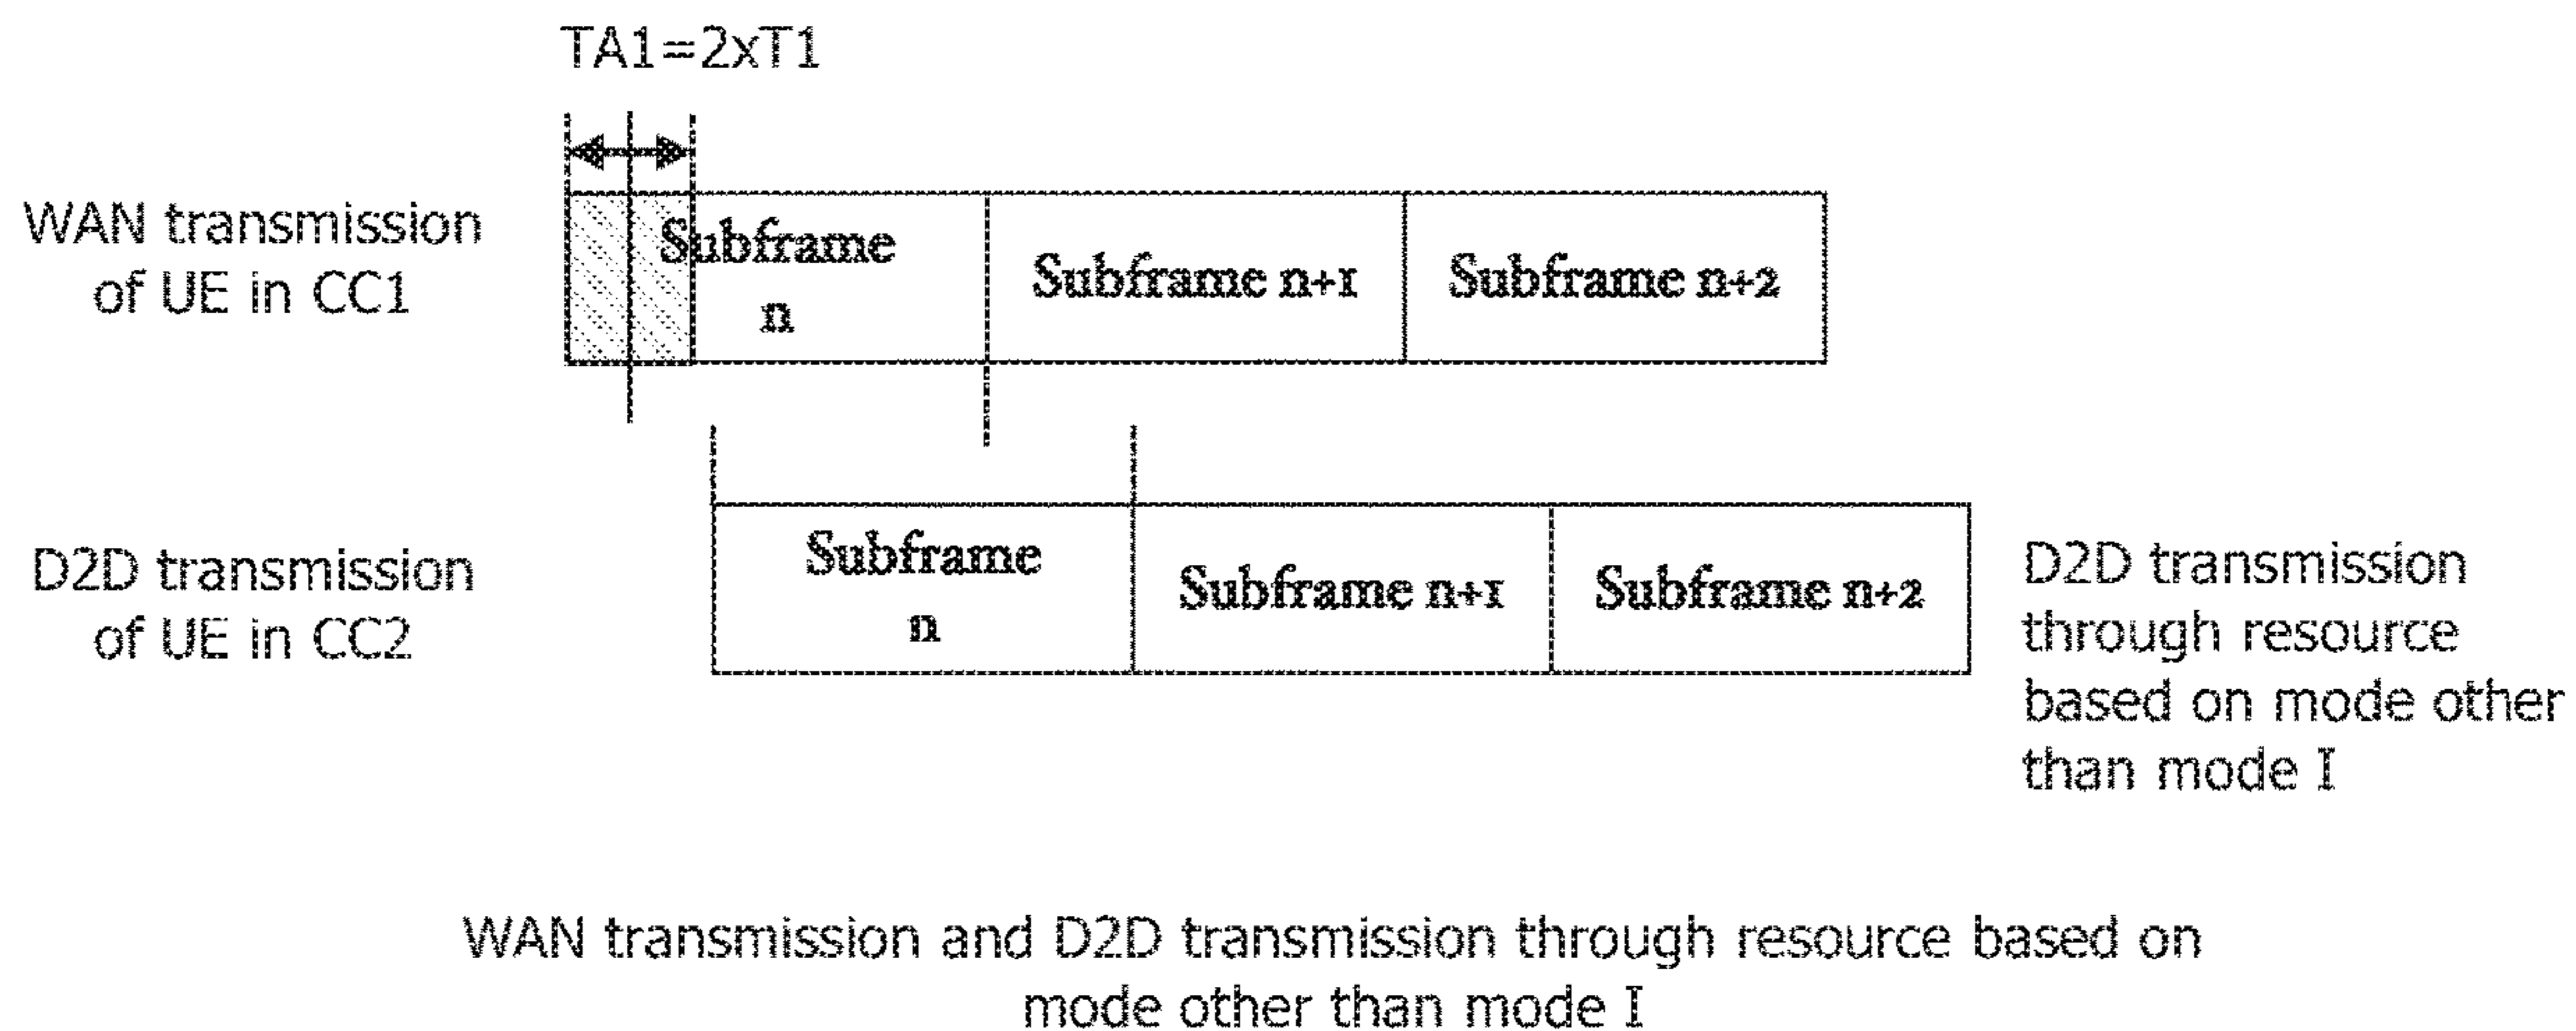 TA1=2xT1
WAN transmission
of UE in CC1
Subframe
n
Subframe n+1
Subframe n+2
D2D transmission
of UE in CC2
Subframe
n
Subframe n+1
Subframe n+2
D2D transmission
through resource
based on mode other
than mode I
WAN transmission and D2D transmission through resource based on
mode other than mode I